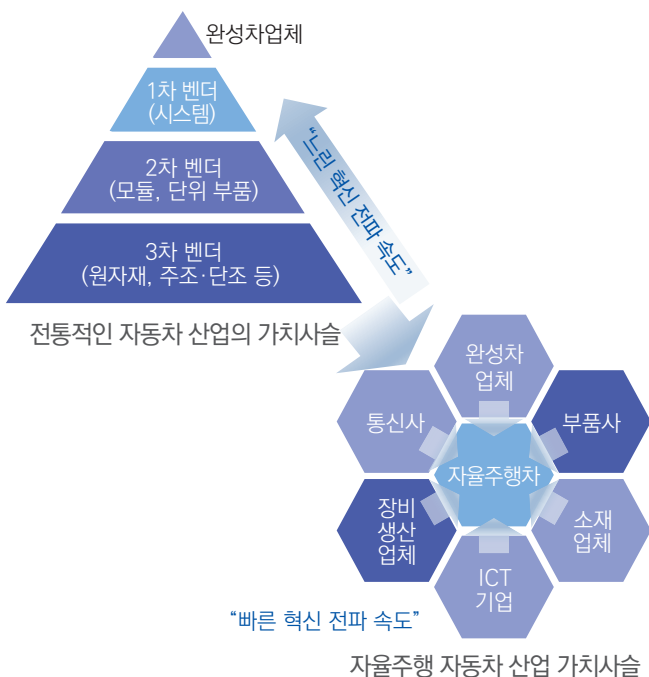 완성차업체
1차 벤더
(시스템)
2차 벤더
(모듈, 단위 부품)
3차 벤더
(원자재, 주조·단조 등)
“느린 혁신 전파 속도”
전통적인 자동차 산업의 가치사슬
완성차
업체
통신사
부품사
자율주행차
장비
생산
업체
소재
업체
ICT
기업
“빠른 혁신 전파 속도”
자율주행 자동차 산업 가치사슬